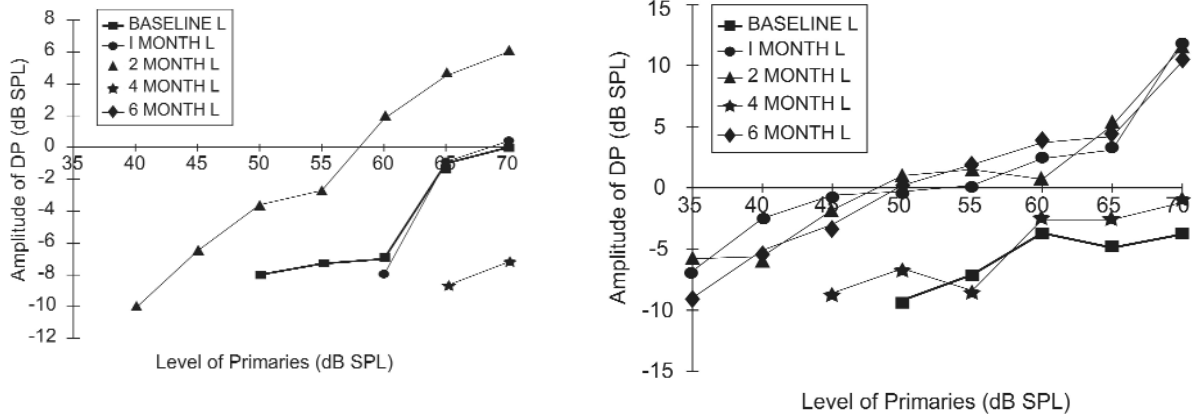 8
6
4
2
0
-2
-4
-6
-8
-10
-12
35
40
45
50
55
60
65
70
BASELINE L
I MONTH L
2 MONTH L
4 MONTH L
6 MONTH L
Amplitude of DP (dB SPL)
Level of Primaries (dB SPL)
15
10
5
0
-5
-10
-15
35
40
45
50
55
60
65
70
BASELINE L
I MONTH L
2 MONTH L
4 MONTH L
6 MONTH L
Amplitude of DP (dB SPL)
Level of Primaries (dB SPL)